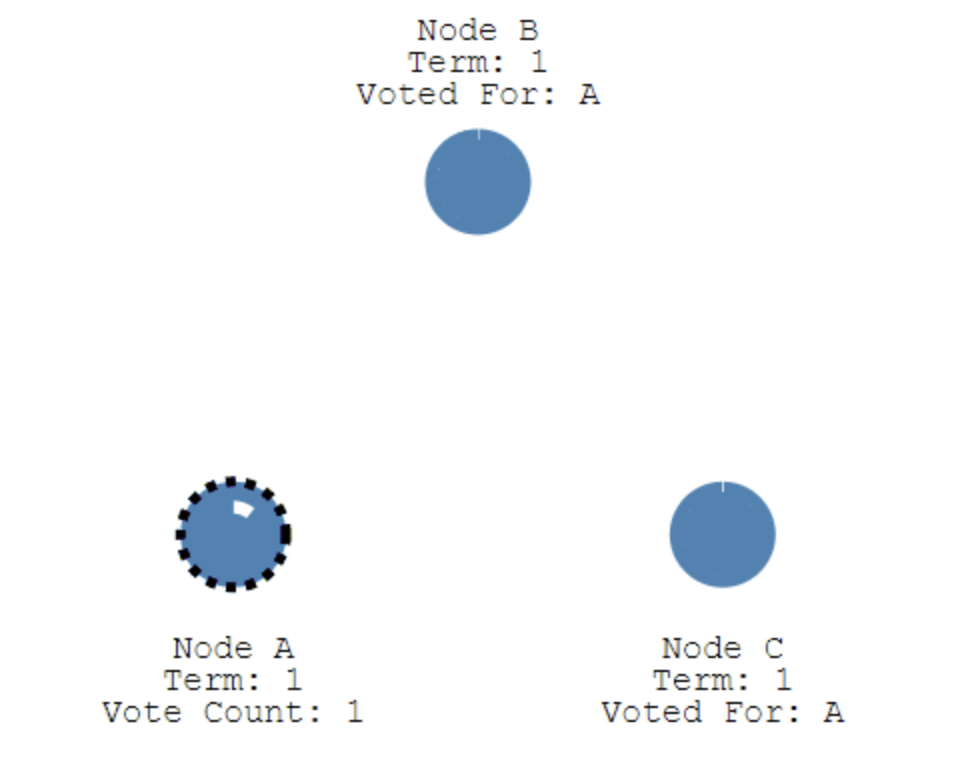 Node B
Term: 1
Voted For: A
Node A
Term: 1
Vote Count: 1
Node C
Term: 1
Voted For: A